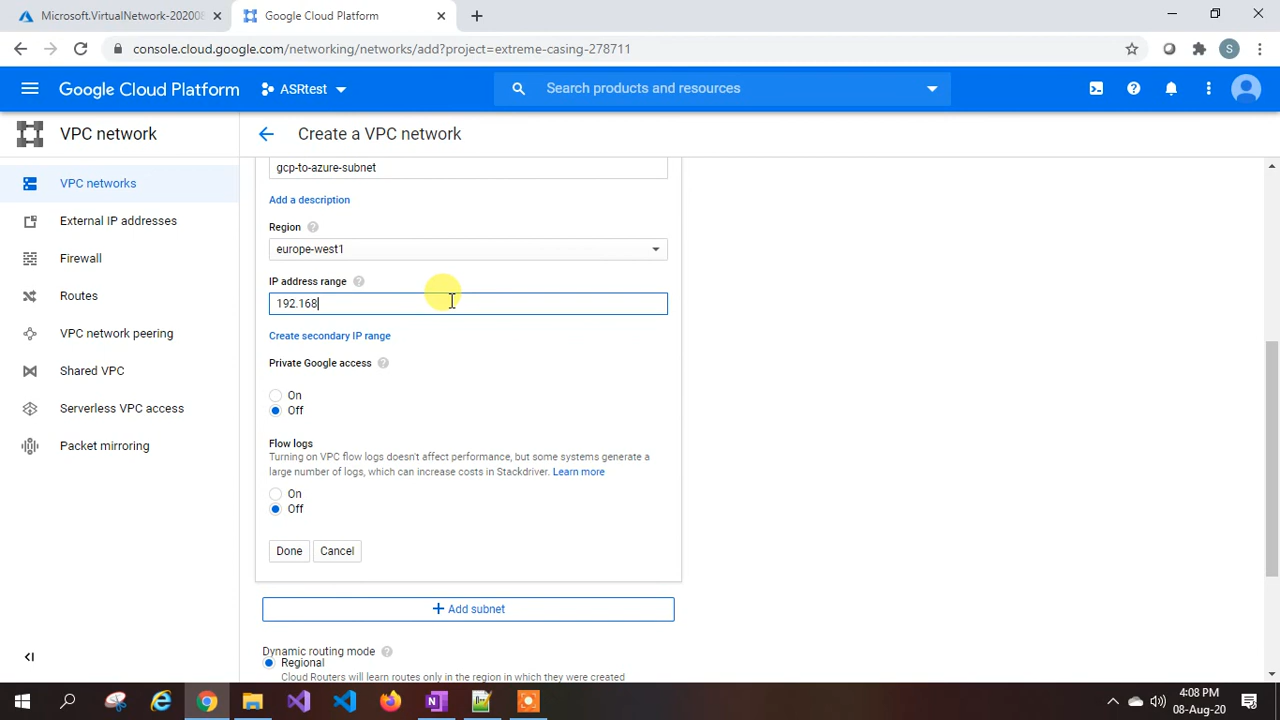 Microsoft.VirtualNetwork-20200
Google Cloud Platform
console.cloud.google.com/networking/networks/add?project=extreme-casing-278711
S
Google Cloud Platform
ASRtest
Search products and resources
VPC network
Create a VPC network
VPC networks
External IP addresses
Firewall
Routes
VPC network peering
Shared VPC
Serverless VPC access
Packet mirroring
gcp-to-azure-subnet
Add a description
Region
europe-west1
IP address range
192.168
Create secondary IP range
Private Google access
On
Off
Flow logs
Turning on VPC flow logs doesn't affect performance, but some systems generate a
large number of logs, which can increase costs in Stackdriver. Learn more
On
Off
Done Cancel
+ Add subnet
Dynamic routing mode
Regional
Cloud Routers will learn routes only in the region in which they were created
4:08 PM
08-Aug-20